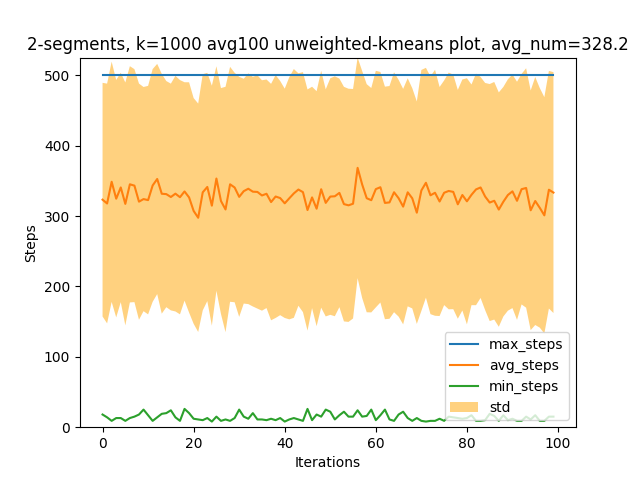 2-segments, k=1000 avg100 unweighted-kmeans plot, avg_num=328.2
500
400
300
200
100
0
Steps
max_steps
avg_steps
min_steps
std
0
20
40
60
80
100
Iterations